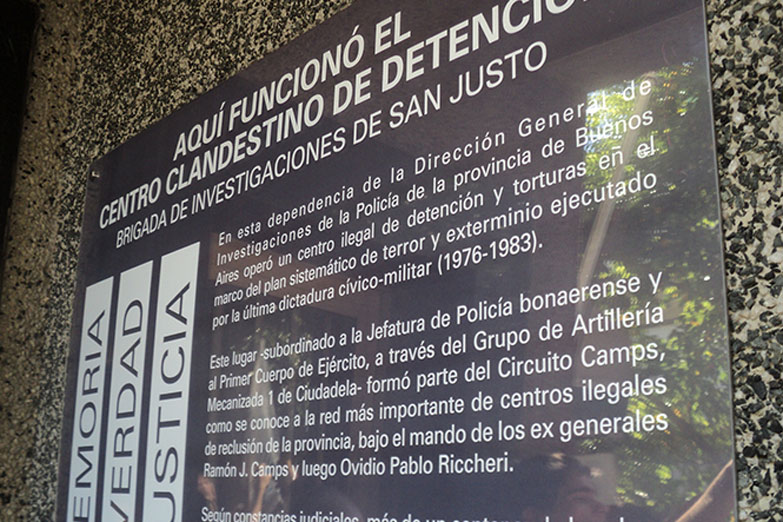 AQUÍ FUNCIONÓ EL
CENTRO CLANDESTINO DE DETENCIÓN
BRIGADA DE INVESTIGACIONES DE SAN JUSTO
En esta dependencia de la Dirección General de
Investigaciones de la Policía de la provincia de Buenos
Aires operó un centro ilegal de detención y torturas en el
marco del plan sistemático de terror y exterminio ejecutado
por la última dictadura cívico-militar (1976-1983).
Este lugar -subordinado a la Jefatura de Policía bonaerense y
al Primer Cuerpo de Ejército, a través del Grupo de Artillería
Mecanizada 1 de Ciudadela- formó parte del Circuito Camps,
como se conoce a la red más importante de centros ilegales
de reclusión de la provincia, bajo el mando de los ex generales
Ramón J. Camps y luego Ovidio Pablo Riccheri.
Según constancias judiciales, más de un centenar
EMORIA
VERDAD
USTICIA